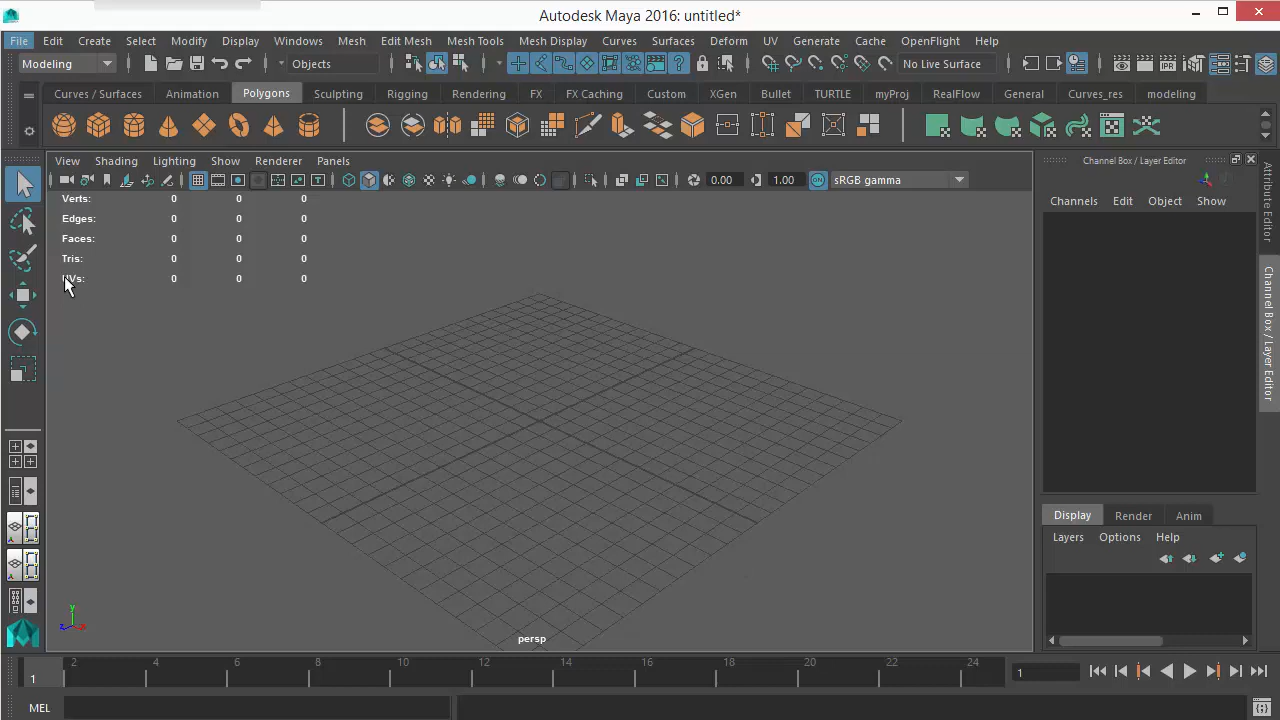 Autodesk Maya 2016: untitled*
File Edit Create Select Modify Display Windows Mesh Edit Mesh Mesh Tools Mesh Display Curves Surfaces Deform UV Generate Cache OpenFlight Help
Modeling Objects No Live Surface
Curves / Surfaces Animation Polygons Sculpting Rigging Rendering FX FX Caching Custom XGen Bullet TURTLE myProj RealFlow General Curves_res modeling
View Shading Lighting Show Renderer Panels
0.00 1.00 ON sRGB gamma
Channel Box / Layer Editor
Channels Edit Object Show
Verts: 0 0 0
Edges: 0 0 0
Faces: 0 0 0
Tris: 0 0 0
UVs: 0 0 0
Attribute Editor
Channel Box / Layer Editor
y
z x
persp
Display Render Anim
Layers Options Help
1 2 4 6 8 10 12 14 16 18 20 22 24 1
MEL